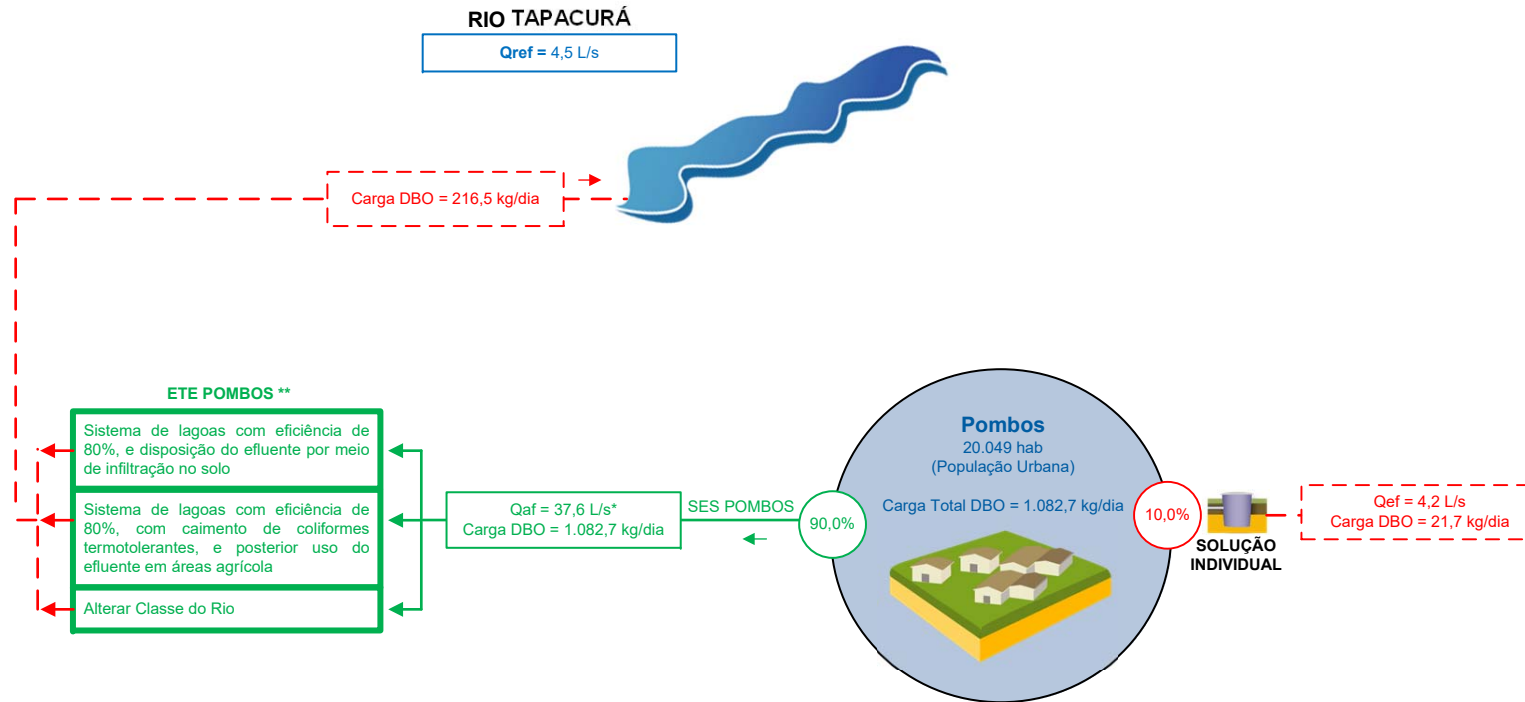 RIO TAPACURÁ
Qref = 4,5 L/s
Carga DBO = 216,5 kg/dia
ETE POMBOS **
Sistema de lagoas com eficiência de
80%, e disposição do efluente por meio
de infiltração no solo
Sistema de lagoas com eficiência de
80%, com caimento de coliformes
termotolerantes, e posterior uso do
efluente em áreas agrícola
Alterar Classe do Rio
Qaf = 37,6 L/s*
Carga DBO = 1.082,7 kg/dia
SES POMBOS
90,0%
Pombos
20.049 hab
(População Urbana)
Carga Total DBO = 1.082,7 kg/dia
10,0%
SOLUÇÃO
INDIVIDUAL
Qef = 4,2 L/s
Carga DBO = 21,7 kg/dia